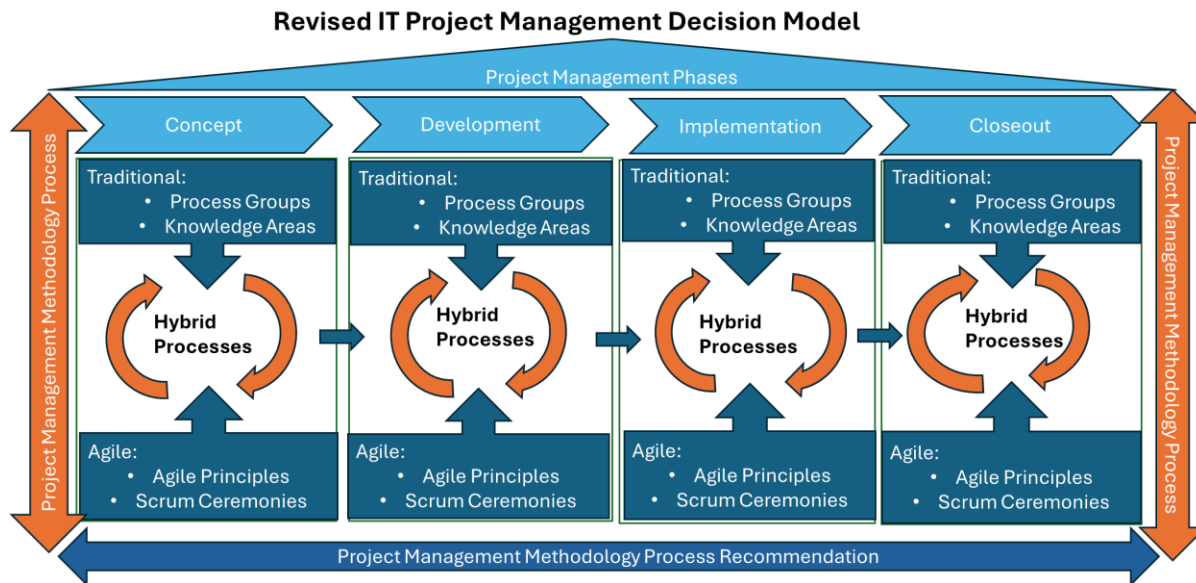 Revised IT Project Management Decision Model
Project Management Phases
Project Management Methodology Process
Concept
Development
Implementation
Closeout
Project Management Methodology Process
Traditional:
• Process Groups
• Knowledge Areas
Traditional:
• Process Groups
• Knowledge Areas
Traditional:
• Process Groups
• Knowledge Areas
Traditional:
• Process Groups
• Knowledge Areas
Hybrid
Processes
Hybrid
Processes
Hybrid
Processes
Hybrid
Processes
Agile:
• Agile Principles
• Scrum Ceremonies
Agile:
• Agile Principles
• Scrum Ceremonies
Agile:
• Agile Principles
• Scrum Ceremonies
Agile:
• Agile Principles
• Scrum Ceremonies
Project Management Methodology Process Recommendation